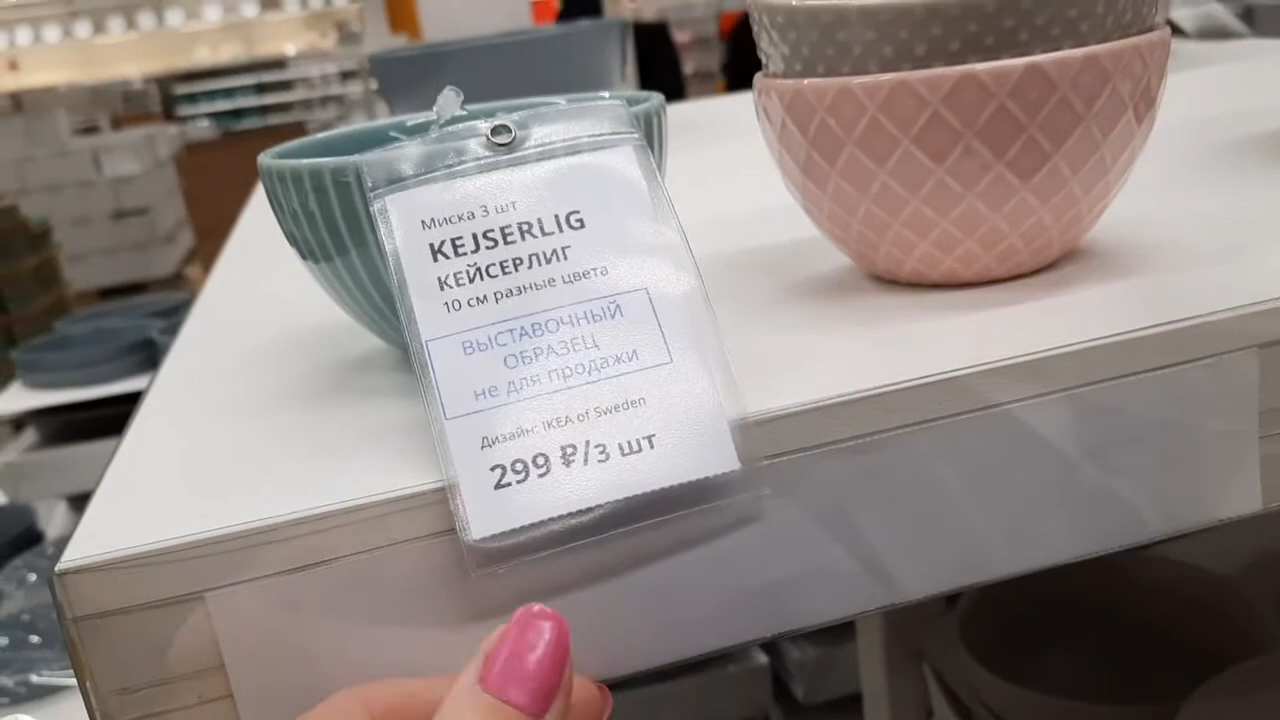 Миска 3 шт
KEJSERLIG
КЕЙСЕРЛИГ
10 см разные цвета
ВЫСТАВОЧНЫЙ
ОБРАЗЕЦ
не для продажи
Дизайн: IKEA of Sweden
299 ₽/3 шт